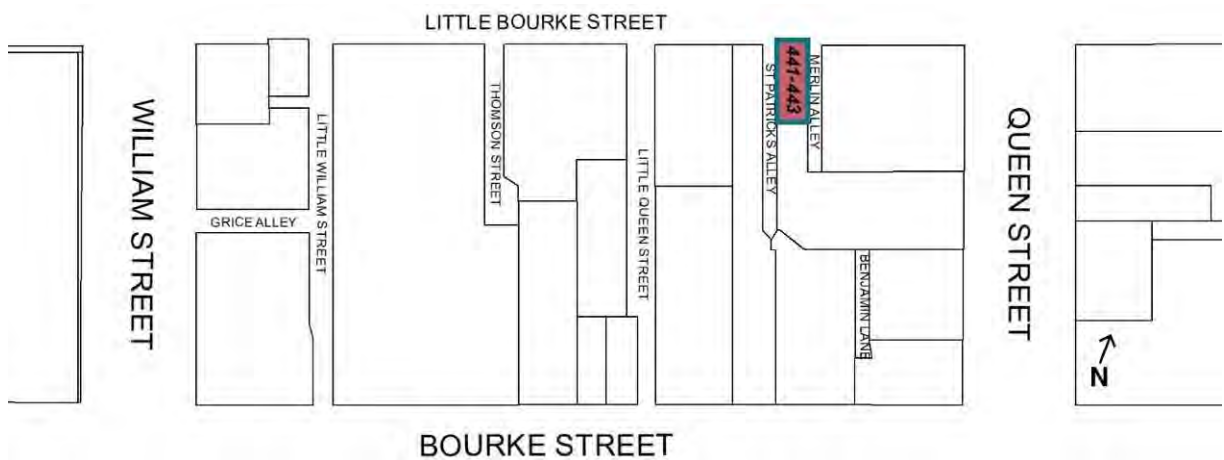 LITTLE BOURKE STREET
WILLIAM STREET
GRICE ALLEY
LITTLE WILLIAM STREET
THOMSON STREET
LITTLE QUEEN STREET
ST PATRICKS ALLEY
441-443
MERLIN ALLEY
BENJAMIN LANE
QUEEN STREET
N
BOURKE STREET